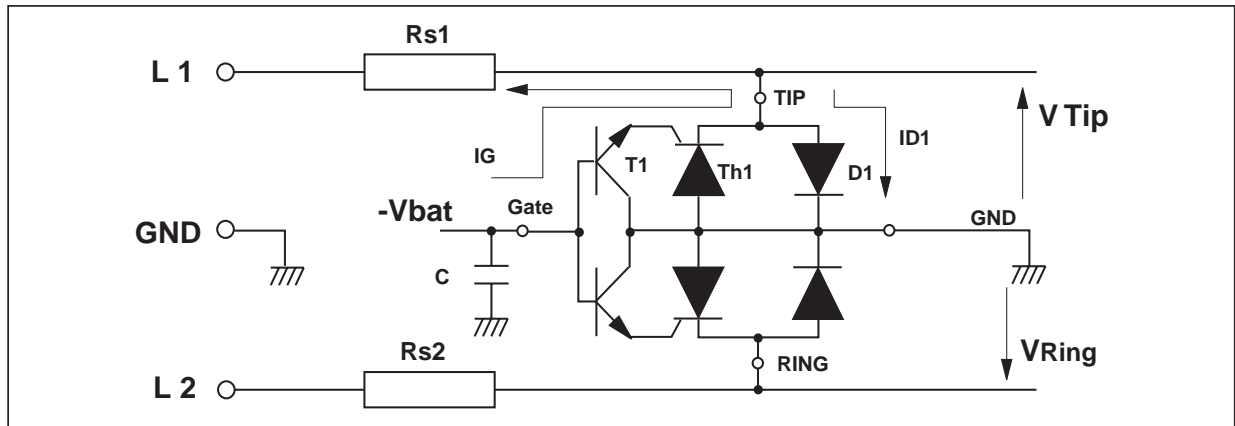 Rs1
L 1
TIP
V Tip
IG
ID1
T1
Th1
D1
-Vbat
Gate
GND
GND
C
Rs2
RING
VRing
L 2